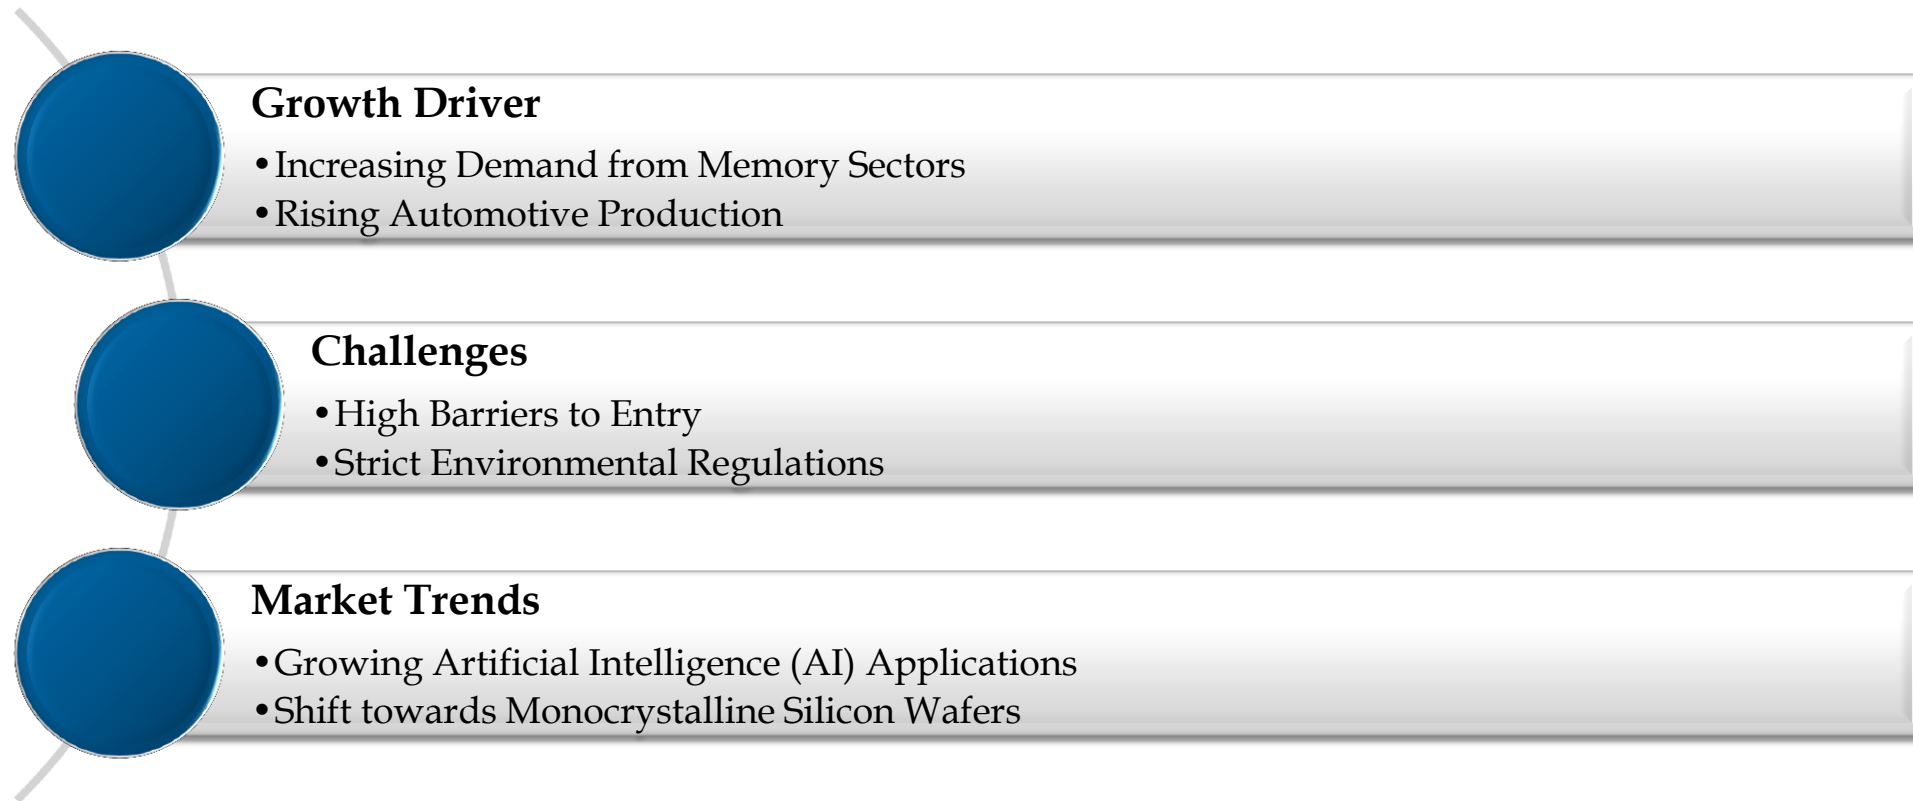 Growth Driver
•Increasing Demand from Memory Sectors
•Rising Automotive Production
Challenges
•High Barriers to Entry
•Strict Environmental Regulations
Market Trends
•Growing Artificial Intelligence (AI) Applications
•Shift towards Monocrystalline Silicon Wafers